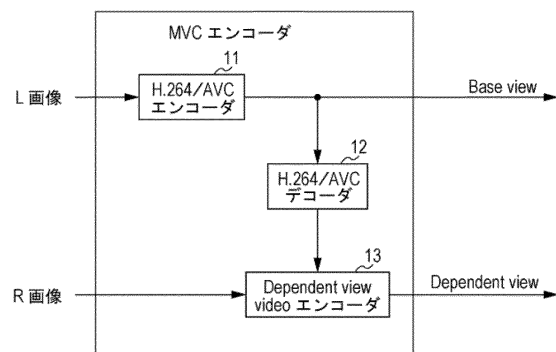 MVC エンコーダ
11
L 画像
H.264/AVC
エンコーダ
Base view
12
H.264/AVC
デコーダ
13
R 画像
Dependent view
video エンコーダ
Dependent view